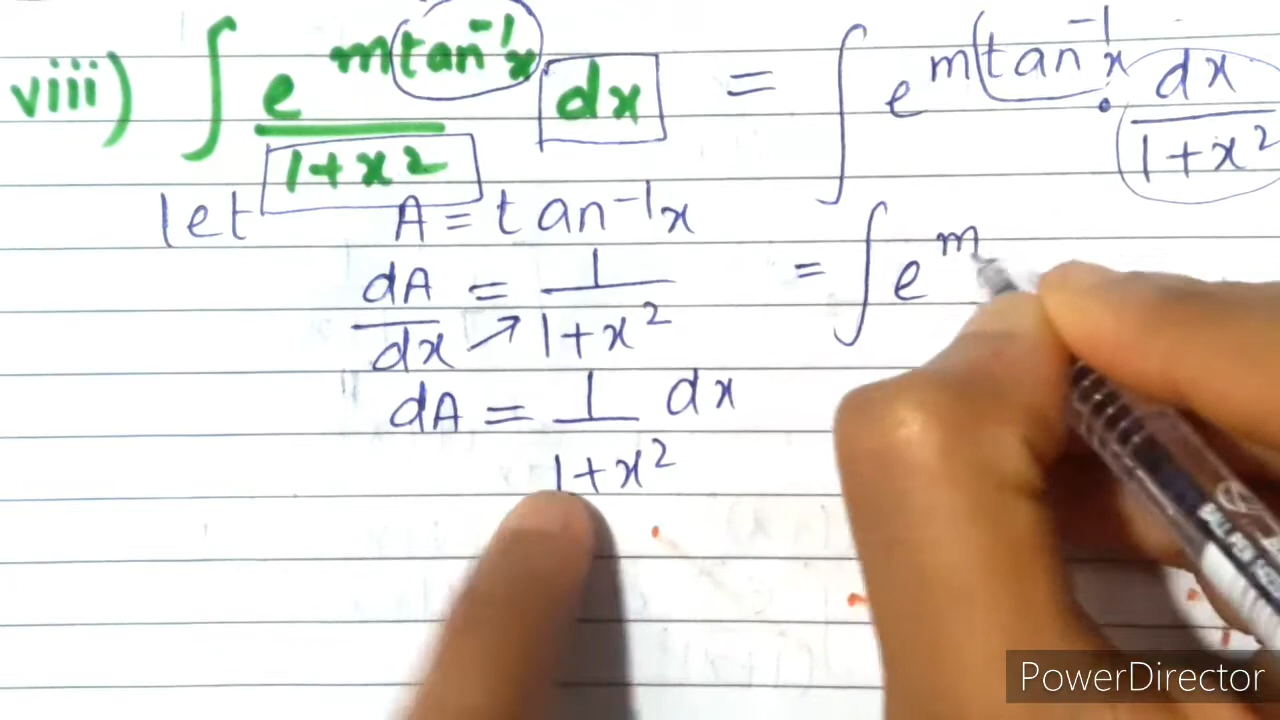 viii) ∫ e^(m tan⁻¹x) / (1+x²) dx = ∫ e^(m tan⁻¹x) · dx / (1+x²)
let A = tan⁻¹x
= ∫ e^m
dA/dx = 1/(1+x²)
dA = 1/(1+x²) dx
PowerDirector